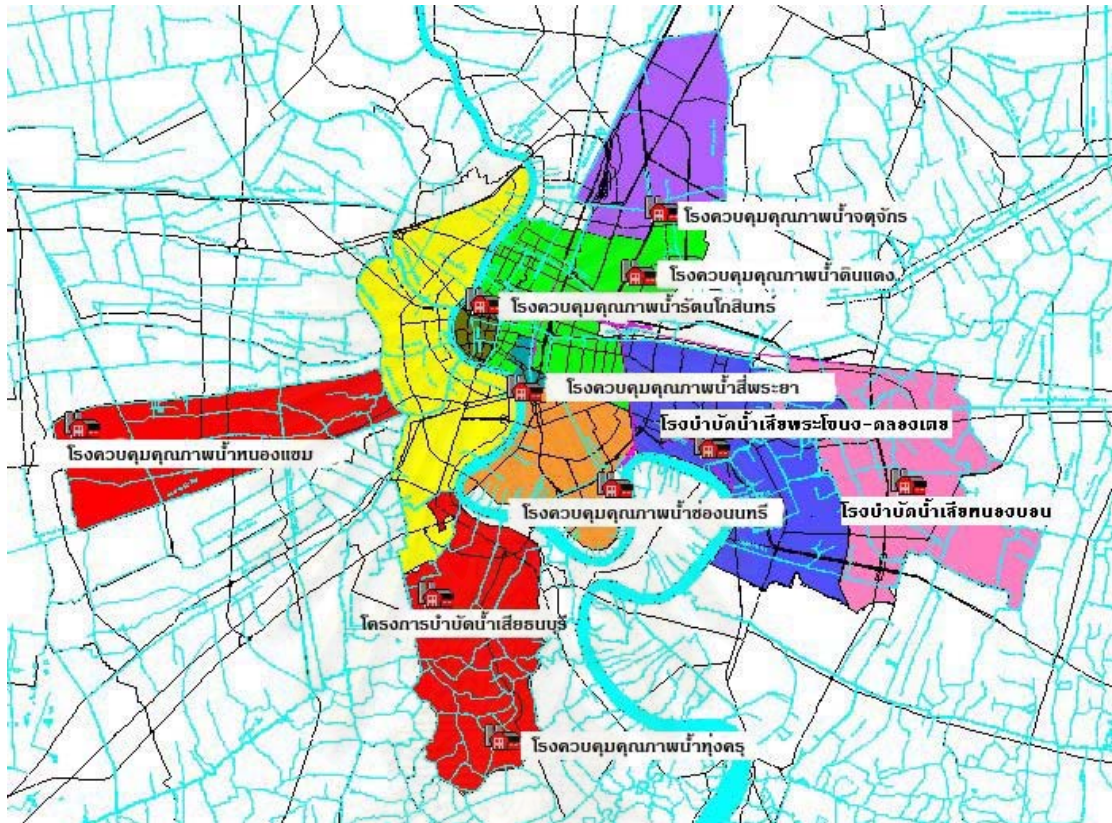 โรงควบคุมคุณภาพน้ำจตุจักร
โรงควบคุมคุณภาพน้ำดินแดง
โรงควบคุมคุณภาพน้ำรัตนโกสินทร์
โรงควบคุมคุณภาพน้ำสี่พระยา
โรงบำบัดน้ำเสียพระโขนง-คลองเตย
โรงควบคุมคุณภาพน้ำหนองแขม
โรงควบคุมคุณภาพน้ำช่องนนทรี
โรงบำบัดน้ำเสียหนองบอน
โครงการบำบัดน้ำเสียธนบุรี
โรงควบคุมคุณภาพน้ำทุ่งครุ